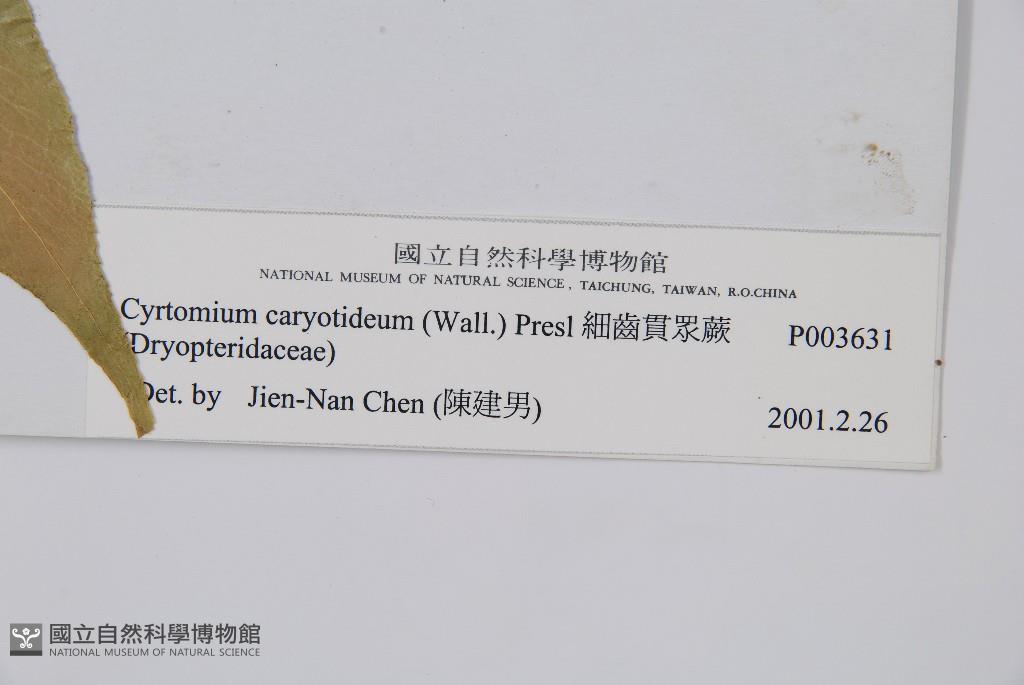 國立自然科學博物館
NATIONAL MUSEUM OF NATURAL SCIENCE, TAICHUNG, TAIWAN, R.O.CHINA
Cyrtomium caryotideum (Wall.) Presl 細齒貫眾蕨 P003631
(Dryopteridaceae)
Det. by Jien-Nan Chen (陳建男) 2001.2.26
國立自然科學博物館
NATIONAL MUSEUM OF NATURAL SCIENCE